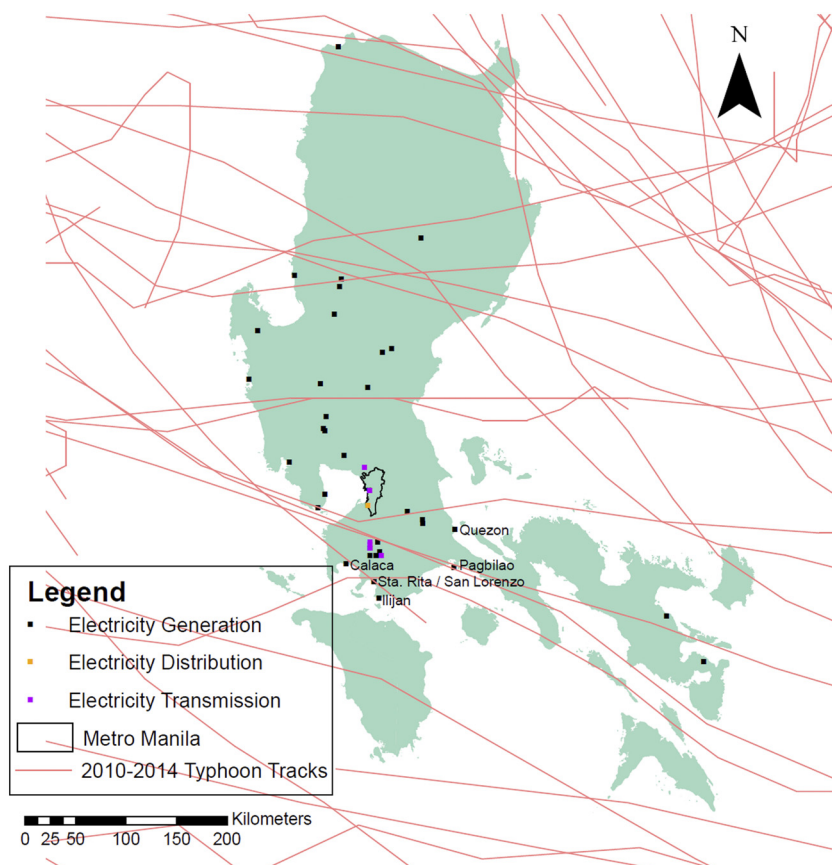 N
Quezon
Calaca
Pagbilao
Sta. Rita / San Lorenzo
Ilijan
Legend
Electricity Generation
Electricity Distribution
Electricity Transmission
Metro Manila
2010-2014 Typhoon Tracks
Kilometers
0 25 50 100 150 200